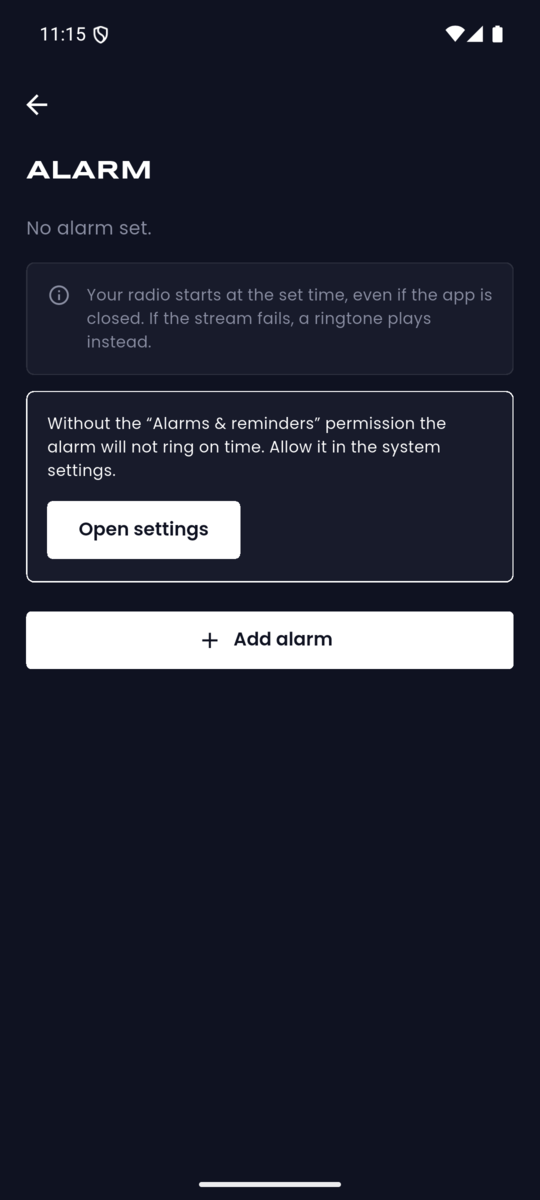 11:15
ALARM
No alarm set.
Your radio starts at the set time, even if the app is
closed. If the stream fails, a ringtone plays
instead.
Without the “Alarms & reminders” permission the
alarm will not ring on time. Allow it in the system
settings.
Open settings
Add alarm